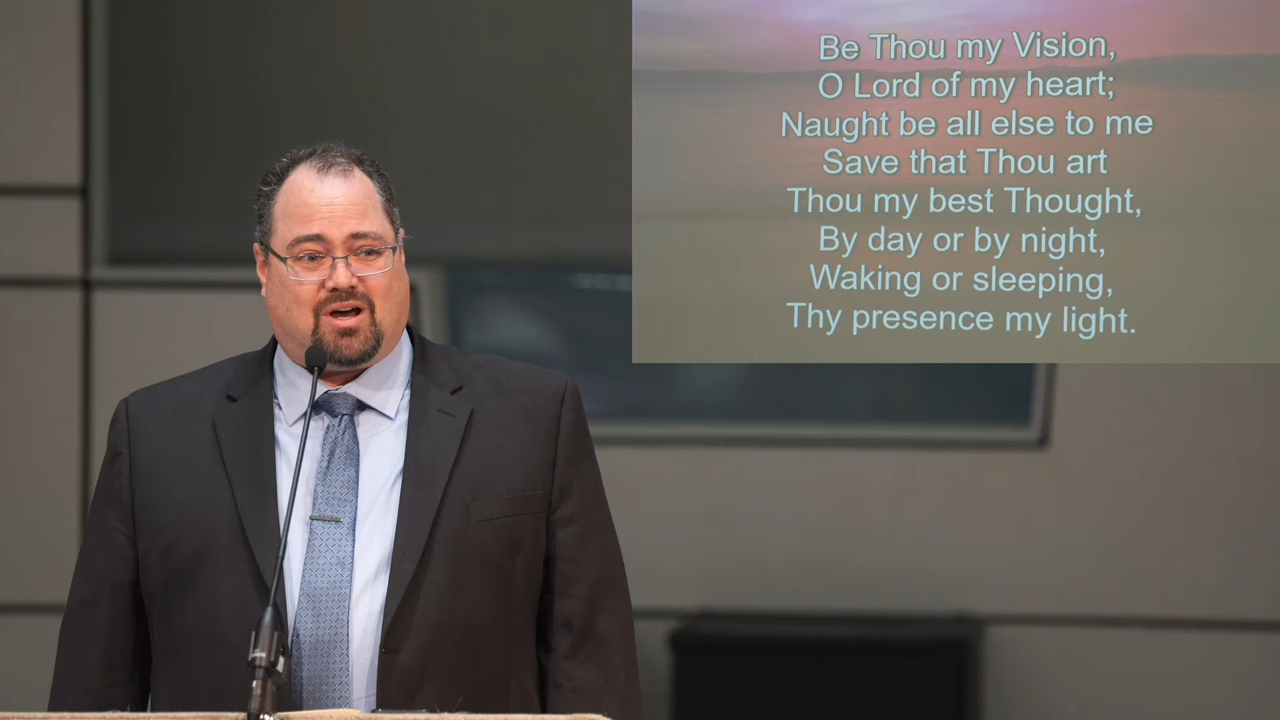 Be Thou my Vision,
O Lord of my heart;
Naught be all else to me
Save that Thou art
Thou my best Thought,
By day or by night,
Waking or sleeping,
Thy presence my light.